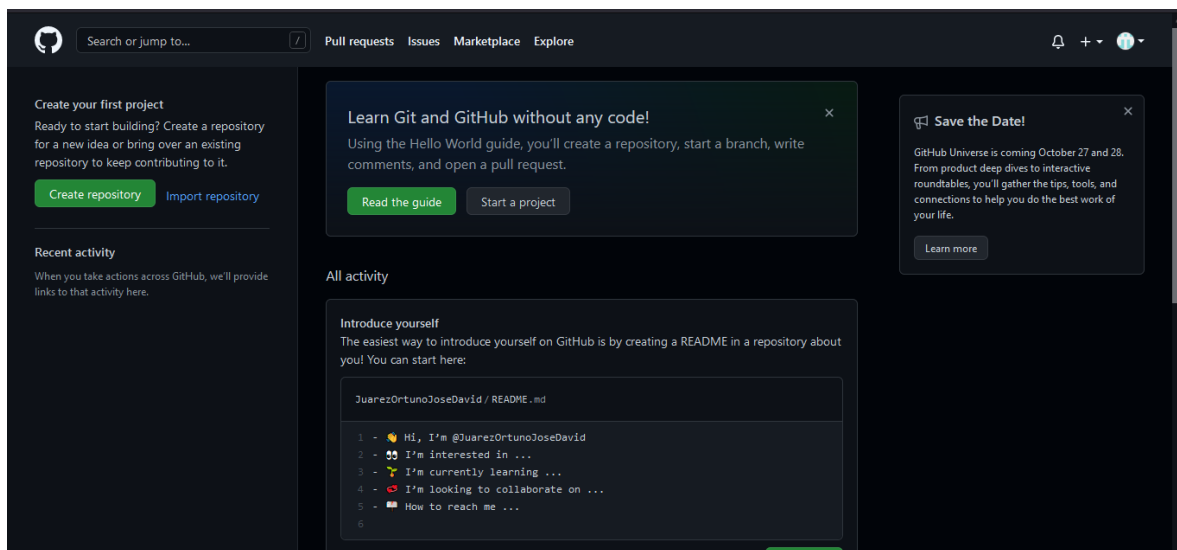 Search or jump to...
/
Pull requests Issues Marketplace Explore
Create your first project
Ready to start building? Create a repository
for a new idea or bring over an existing
repository to keep contributing to it.
Create repository
Import repository
Recent activity
When you take actions across GitHub, we'll provide
links to that activity here.
Learn Git and GitHub without any code!
Using the Hello World guide, you'll create a repository, start a branch, write
comments, and open a pull request.
Read the guide
Start a project
All activity
Introduce yourself
The easiest way to introduce yourself on GitHub is by creating a README in a repository about
you! You can start here:
JuarezOrtunoJoseDavid/README.md
1 - 👋 Hi, I'm @JuarezOrtunoJoseDavid
2 - 👀 I'm interested in ...
3 - 🌱 I'm currently learning ...
4 - 💞️ I'm looking to collaborate on ...
5 - 📫 How to reach me ...
6
Save the Date!
GitHub Universe is coming October 27 and 28.
From product deep dives to interactive
roundtables, you'll gather the tips, tools, and
connections to help you do the best work of
your life.
Learn more